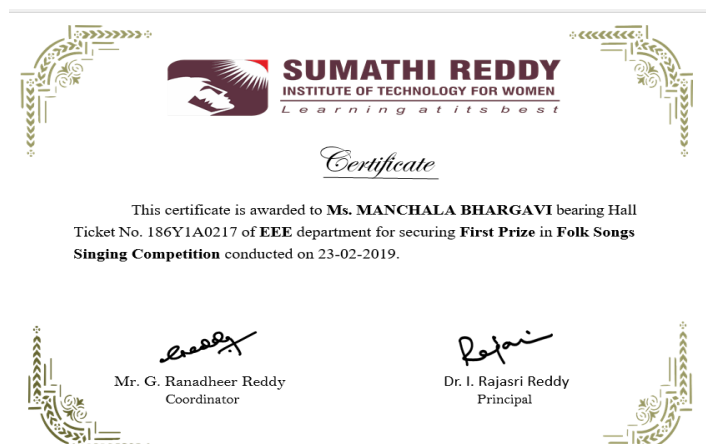 SUMATHI REDDY
INSTITUTE OF TECHNOLOGY FOR WOMEN
Learning at its best
Certificate
This certificate is awarded to Ms. MANCHALA BHARGAVI bearing Hall
Ticket No. 186Y1A0217 of EEE department for securing First Prize in Folk Songs
Singing Competition conducted on 23-02-2019.
Mr. G. Ranadheer Reddy
Coordinator
Dr. I. Rajasri Reddy
Principal